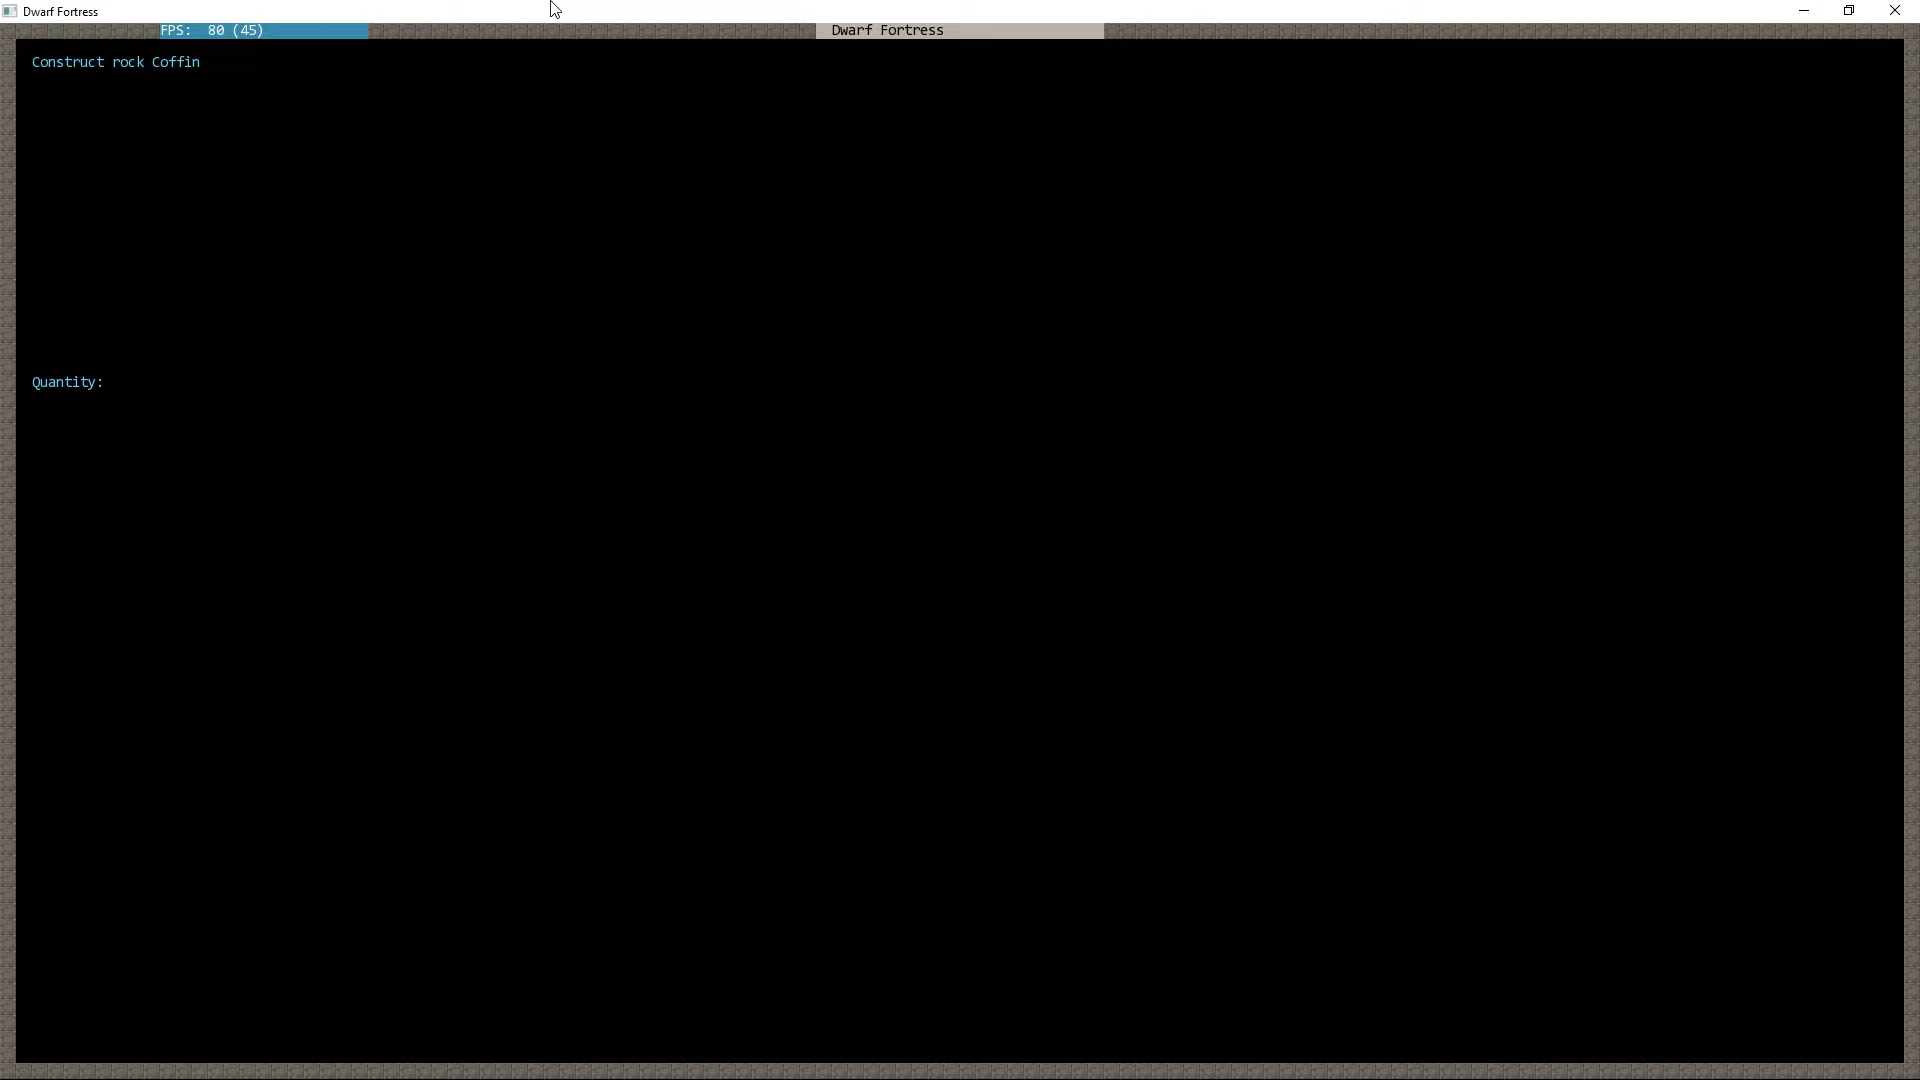 Dwarf Fortress
FPS: 80 (45)
Dwarf Fortress
Construct rock Coffin
Quantity: